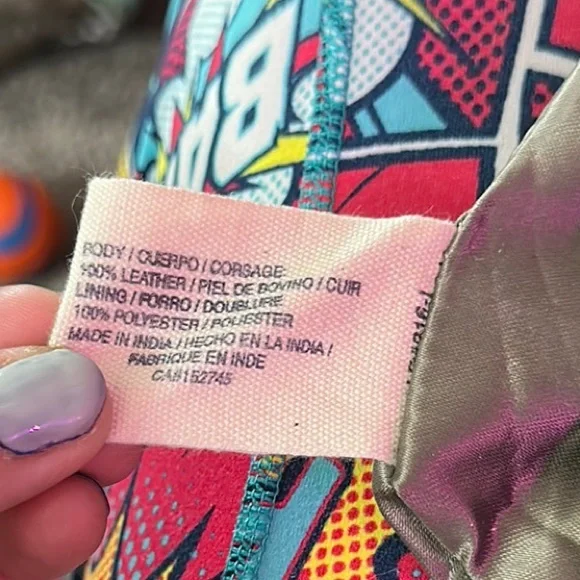 BODY / CUERPO / CORSAGE:
100% LEATHER / PIEL DE BOVINO / CUIR
LINING / FORRO / DOUBLURE
100% POLYESTER / POLIESTER
MADE IN INDIA / HECHO EN LA INDIA /
FABRIQUE EN INDE
CA#152745